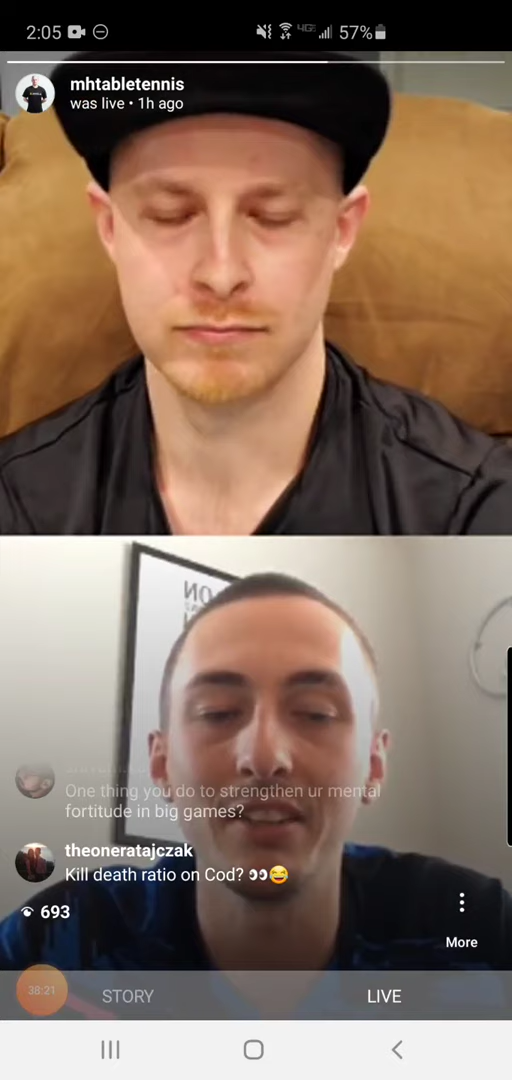 2:05
4G
57%
mhtabletennis
was live • 1h ago
One thing you do to strengthen ur mental
fortitude in big games?
theoneratajczak
Kill death ratio on Cod? 👀😂
693
More
38:21
STORY
LIVE